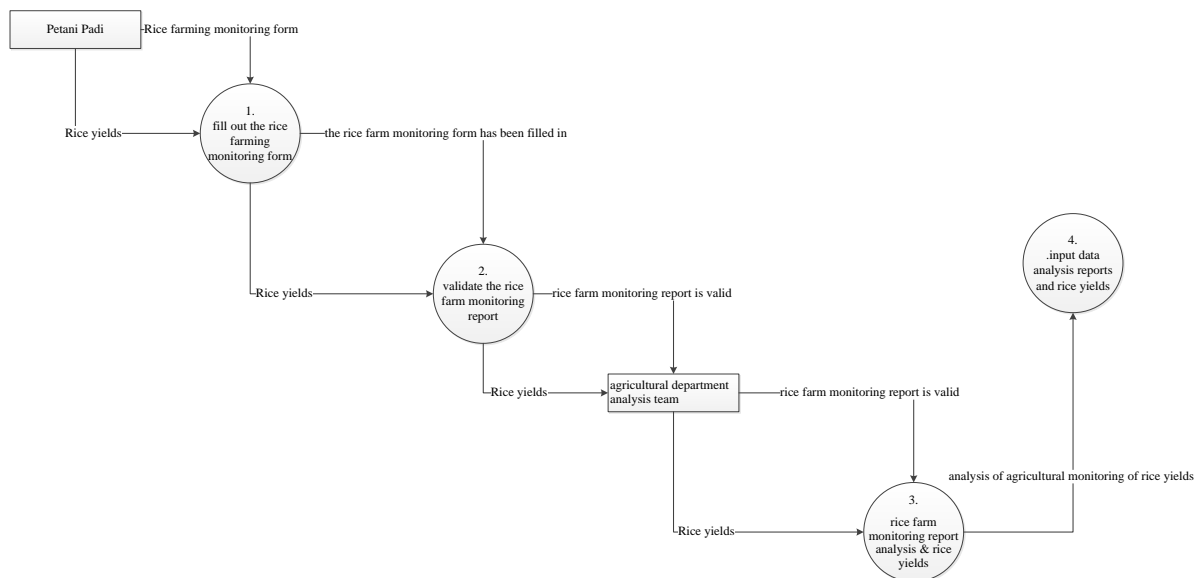 Petani Padi
Rice farming monitoring form
Rice yields
1.
fill out the rice
farming
monitoring form
the rice farm monitoring form has been filled in
Rice yields
2.
validate the rice
farm monitoring
report
rice farm monitoring report is valid
Rice yields
agricultural department
analysis team
rice farm monitoring report is valid
Rice yields
3.
rice farm
monitoring report
analysis & rice
yields
analysis of agricultural monitoring of rice yields
4.
.input data
analysis reports
and rice yields